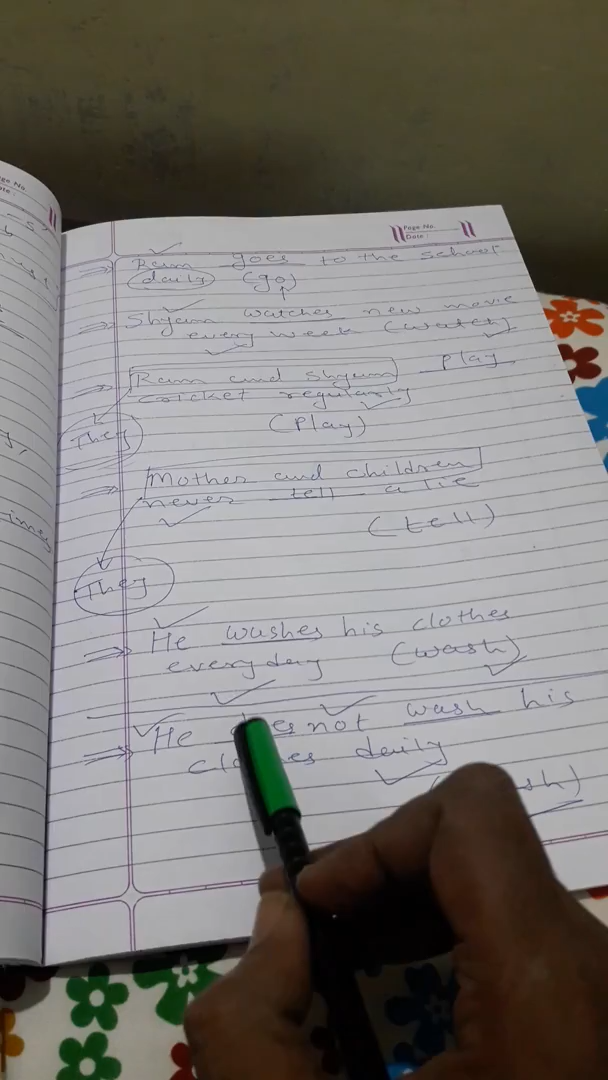 Page No.
Date :
Ram goes to the school
daily (go)
Shyam watches new movie
every week (watch)
Ram and Shyam play
cricket regularly
They
(Play)
Mother and children
never tell a lie
(tell)
They
He washes his clothes
everyday (wash)
He does not wash his
clothes daily